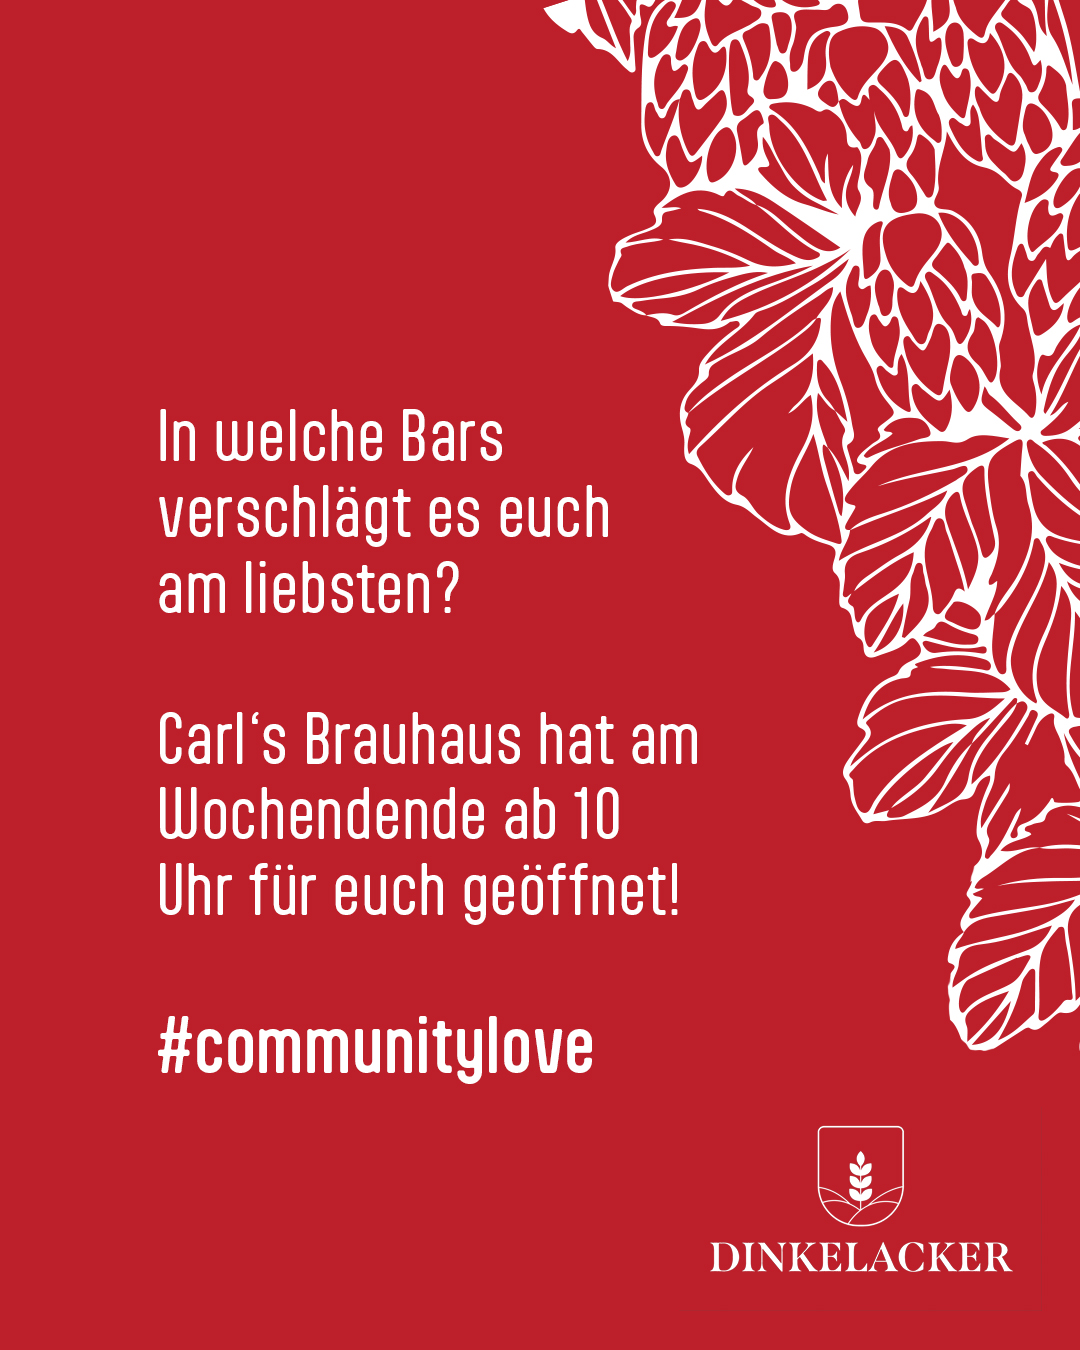 In welche Bars
verschlägt es euch
am liebsten?
Carl‘s Brauhaus hat am
Wochendende ab 10
Uhr für euch geöffnet!
#communitylove
DINKELACKER